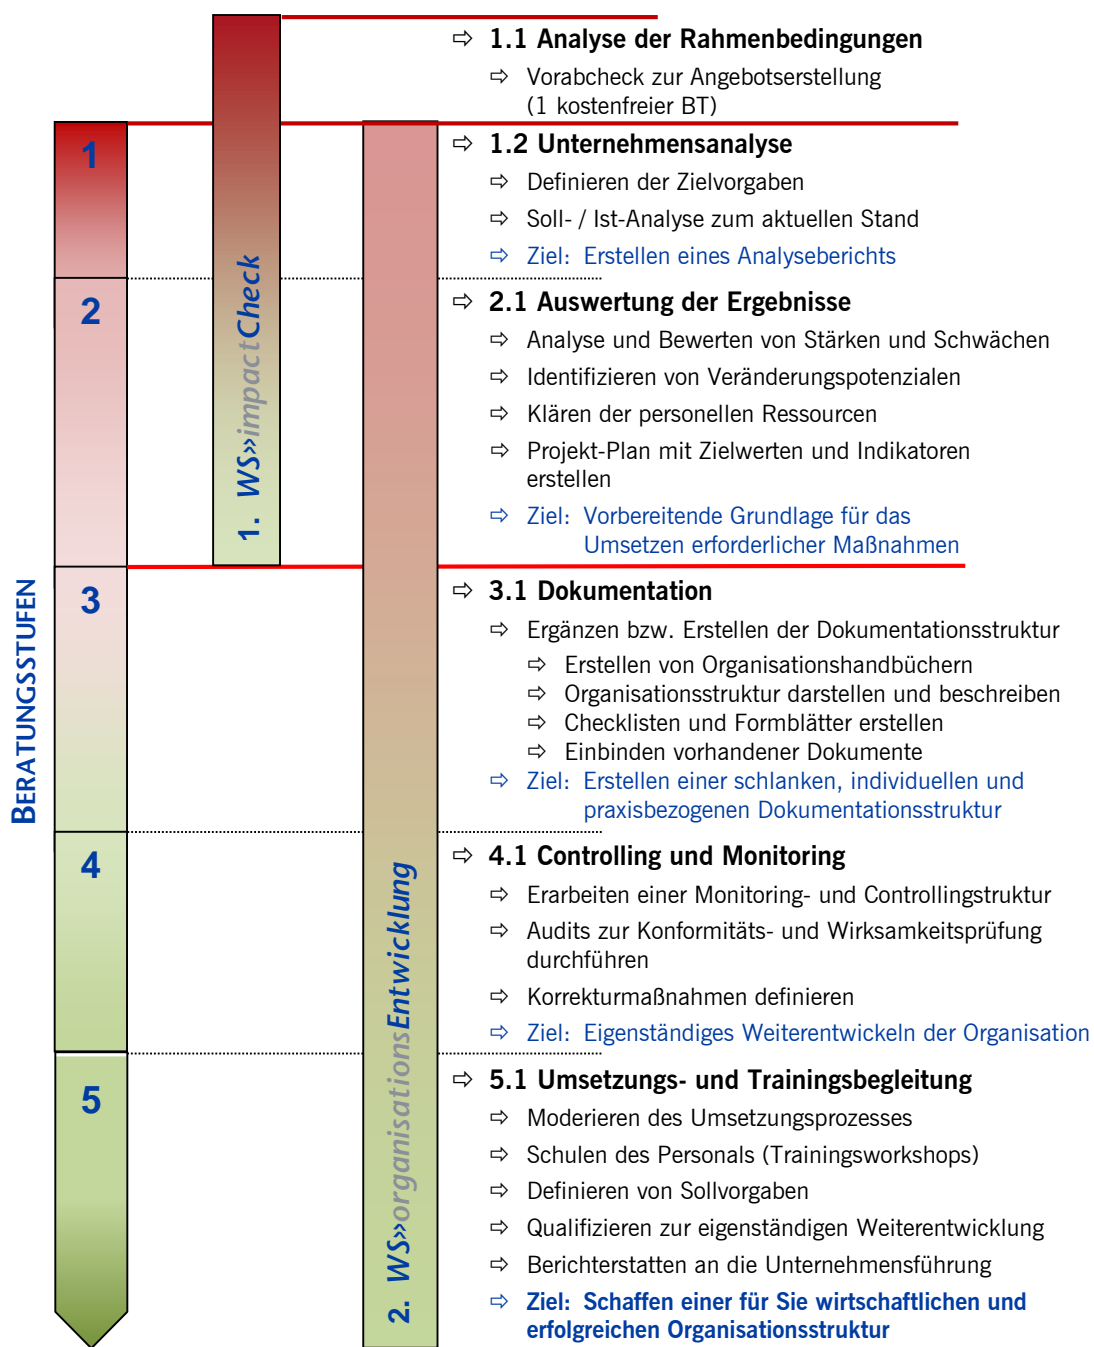 BERATUNGSSTUFEN
1
2
3
4
5
1. WS»impactCheck
2. WS»organisationsEntwicklung
⇨ 1.1 Analyse der Rahmenbedingungen
⇨ Vorabcheck zur Angebotserstellung
(1 kostenfreier BT)
⇨ 1.2 Unternehmensanalyse
⇨ Definieren der Zielvorgaben
⇨ Soll- / Ist-Analyse zum aktuellen Stand
⇨ Ziel: Erstellen eines Analyseberichts
⇨ 2.1 Auswertung der Ergebnisse
⇨ Analyse und Bewerten von Stärken und Schwächen
⇨ Identifizieren von Veränderungspotenzialen
⇨ Klären der personellen Ressourcen
⇨ Projekt-Plan mit Zielwerten und Indikatoren
erstellen
⇨ Ziel: Vorbereitende Grundlage für das
Umsetzen erforderlicher Maßnahmen
⇨ 3.1 Dokumentation
⇨ Ergänzen bzw. Erstellen der Dokumentationsstruktur
⇨ Erstellen von Organisationshandbüchern
⇨ Organisationsstruktur darstellen und beschreiben
⇨ Checklisten und Formblätter erstellen
⇨ Einbinden vorhandener Dokumente
⇨ Ziel: Erstellen einer schlanken, individuellen und
praxisbezogenen Dokumentationsstruktur
⇨ 4.1 Controlling und Monitoring
⇨ Erarbeiten einer Monitoring- und Controllingstruktur
⇨ Audits zur Konformitäts- und Wirksamkeitsprüfung
durchführen
⇨ Korrekturmaßnahmen definieren
⇨ Ziel: Eigenständiges Weiterentwickeln der Organisation
⇨ 5.1 Umsetzungs- und Trainingsbegleitung
⇨ Moderieren des Umsetzungsprozesses
⇨ Schulen des Personals (Trainingsworkshops)
⇨ Definieren von Sollvorgaben
⇨ Qualifizieren zur eigenständigen Weiterentwicklung
⇨ Berichterstatten an die Unternehmensführung
⇨ Ziel: Schaffen einer für Sie wirtschaftlichen und
erfolgreichen Organisationsstruktur